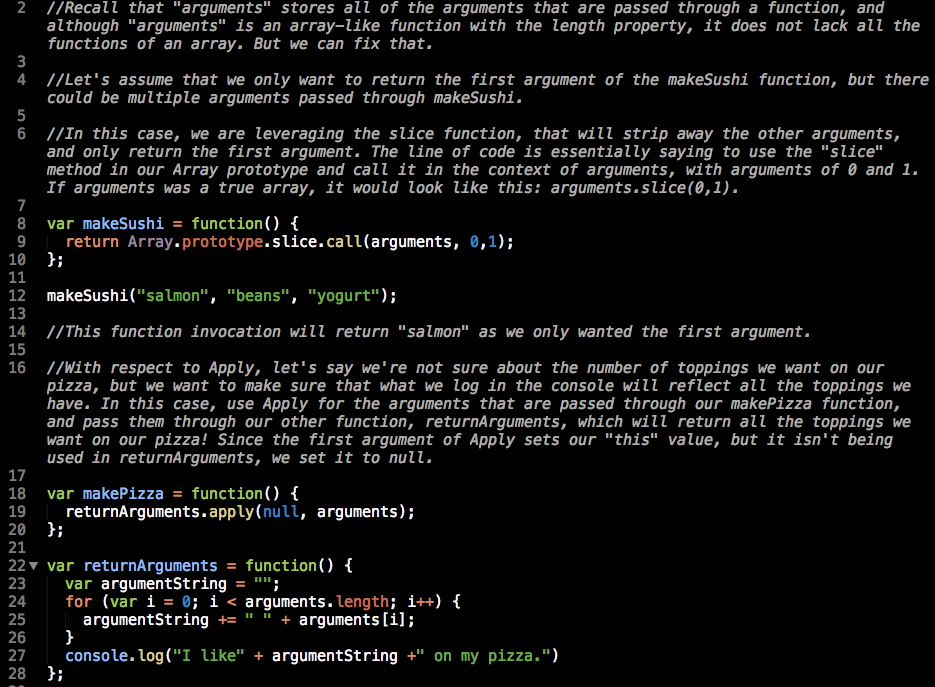 2 //Recall that "arguments" stores all of the arguments that are passed through a function, and
although "arguments" is an array-like function with the length property, it does not lack all the
functions of an array. But we can fix that.
3
4 //Let's assume that we only want to return the first argument of the makeSushi function, but there
could be multiple arguments passed through makeSushi.
5
6 //In this case, we are leveraging the slice function, that will strip away the other arguments,
and only return the first argument. The line of code is essentially saying to use the "slice"
method in our Array prototype and call it in the context of arguments, with arguments of 0 and 1.
If arguments was a true array, it would look like this: arguments.slice(0,1).
7
8 var makeSushi = function() {
9   return Array.prototype.slice.call(arguments, 0,1);
10 };
11
12 makeSushi("salmon", "beans", "yogurt");
13
14 //This function invocation will return "salmon" as we only wanted the first argument.
15
16 //With respect to Apply, let's say we're not sure about the number of toppings we want on our
pizza, but we want to make sure that what we log in the console will reflect all the toppings we
have. In this case, use Apply for the arguments that are passed through our makePizza function,
and pass them through our other function, returnArguments, which will return all the toppings we
want on our pizza! Since the first argument of Apply sets our "this" value, but it isn't being
used in returnArguments, we set it to null.
17
18 var makePizza = function() {
19   returnArguments.apply(null, arguments);
20 };
21
22 var returnArguments = function() {
23   var argumentString = "";
24   for (var i = 0; i < arguments.length; i++) {
25     argumentString += " " + arguments[i];
26   }
27   console.log("I like" + argumentString +" on my pizza.")
28 };